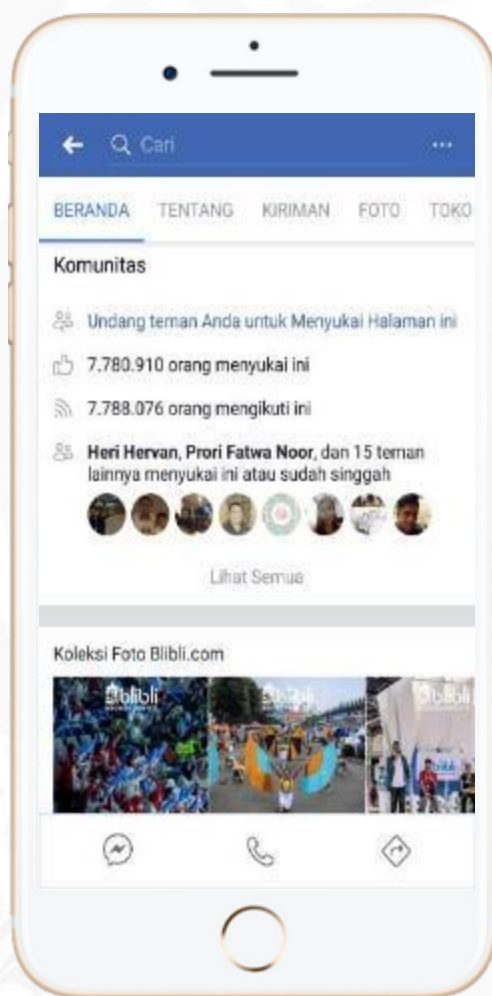 Cari
BERANDA TENTANG KIRIMAN FOTO TOKO
Komunitas
Undang teman Anda untuk Menyukai Halaman ini
7.780.910 orang menyukai ini
7.788.076 orang mengikuti ini
Heri Hervan, Prori Fatwa Noor, dan 15 teman
lainnya menyukai ini atau sudah singgah
Lihat Semua
Koleksi Foto Blibli.com
blibli blibli blibli
blibli